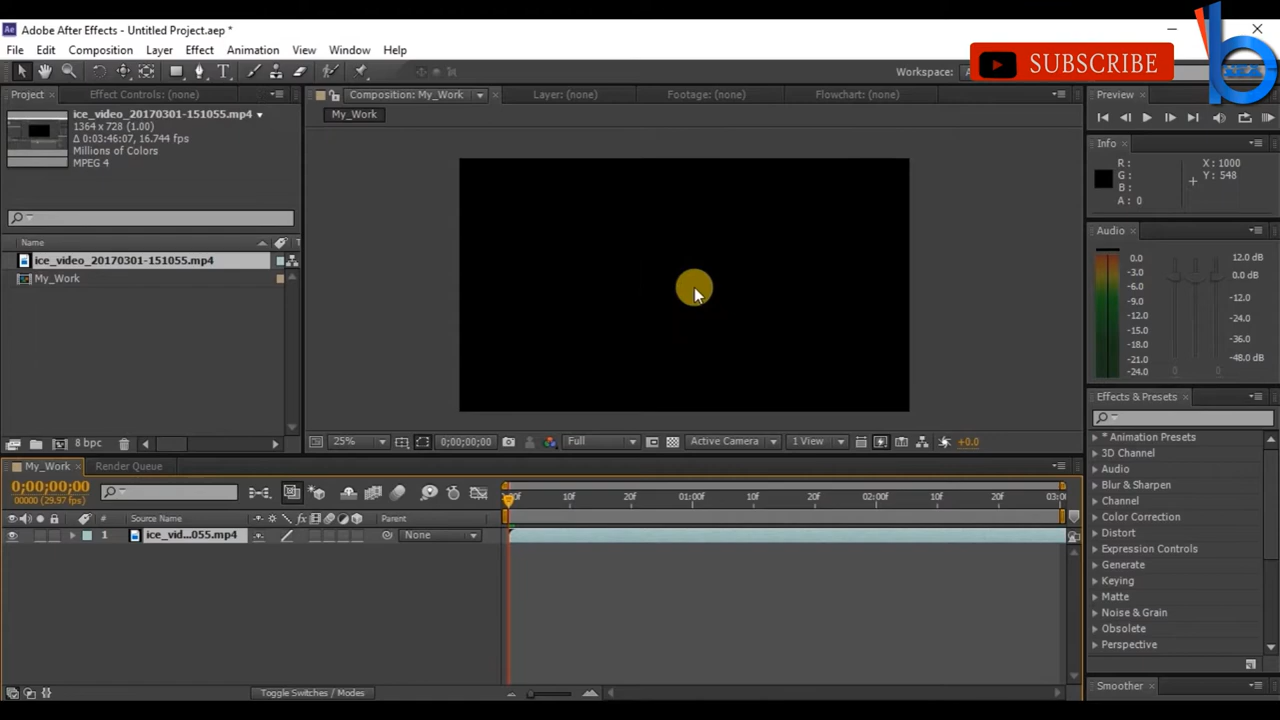 Adobe After Effects - Untitled Project.aep *
File Edit Composition Layer Effect Animation View Window Help
SUBSCRIBE
Workspace:
Project Effect Controls: (none)
Composition: My_Work Layer: (none) Footage: (none) Flowchart: (none)
Preview
ice_video_20170301-151055.mp4
1364 x 728 (1.00)
Δ 0:03:46:07, 16.744 fps
Millions of Colors
MPEG 4
My_Work
Info
R :
G :
B :
A : 0
X : 1000
Y : 548
Name
ice_video_20170301-151055.mp4
My_Work
8 bpc
25% 0;00;00;00 Full Active Camera 1 View +0.0
Audio
0.0
-3.0
-6.0
-9.0
-12.0
-15.0
-18.0
-21.0
-24.0
12.0 dB
0.0 dB
-12.0
-24.0
-36.0
-48.0 dB
Effects & Presets
* Animation Presets
3D Channel
Audio
Blur & Sharpen
Channel
Color Correction
Distort
Expression Controls
Generate
Keying
Matte
Noise & Grain
Obsolete
Perspective
Smoother
My_Work Render Queue
0;00;00;00
00000 (29.97 fps)
10f 20f 01:00f 10f 20f 02:00f 10f 20f 03:0
# Source Name Parent
1 ice_vid...055.mp4 None
Toggle Switches / Modes